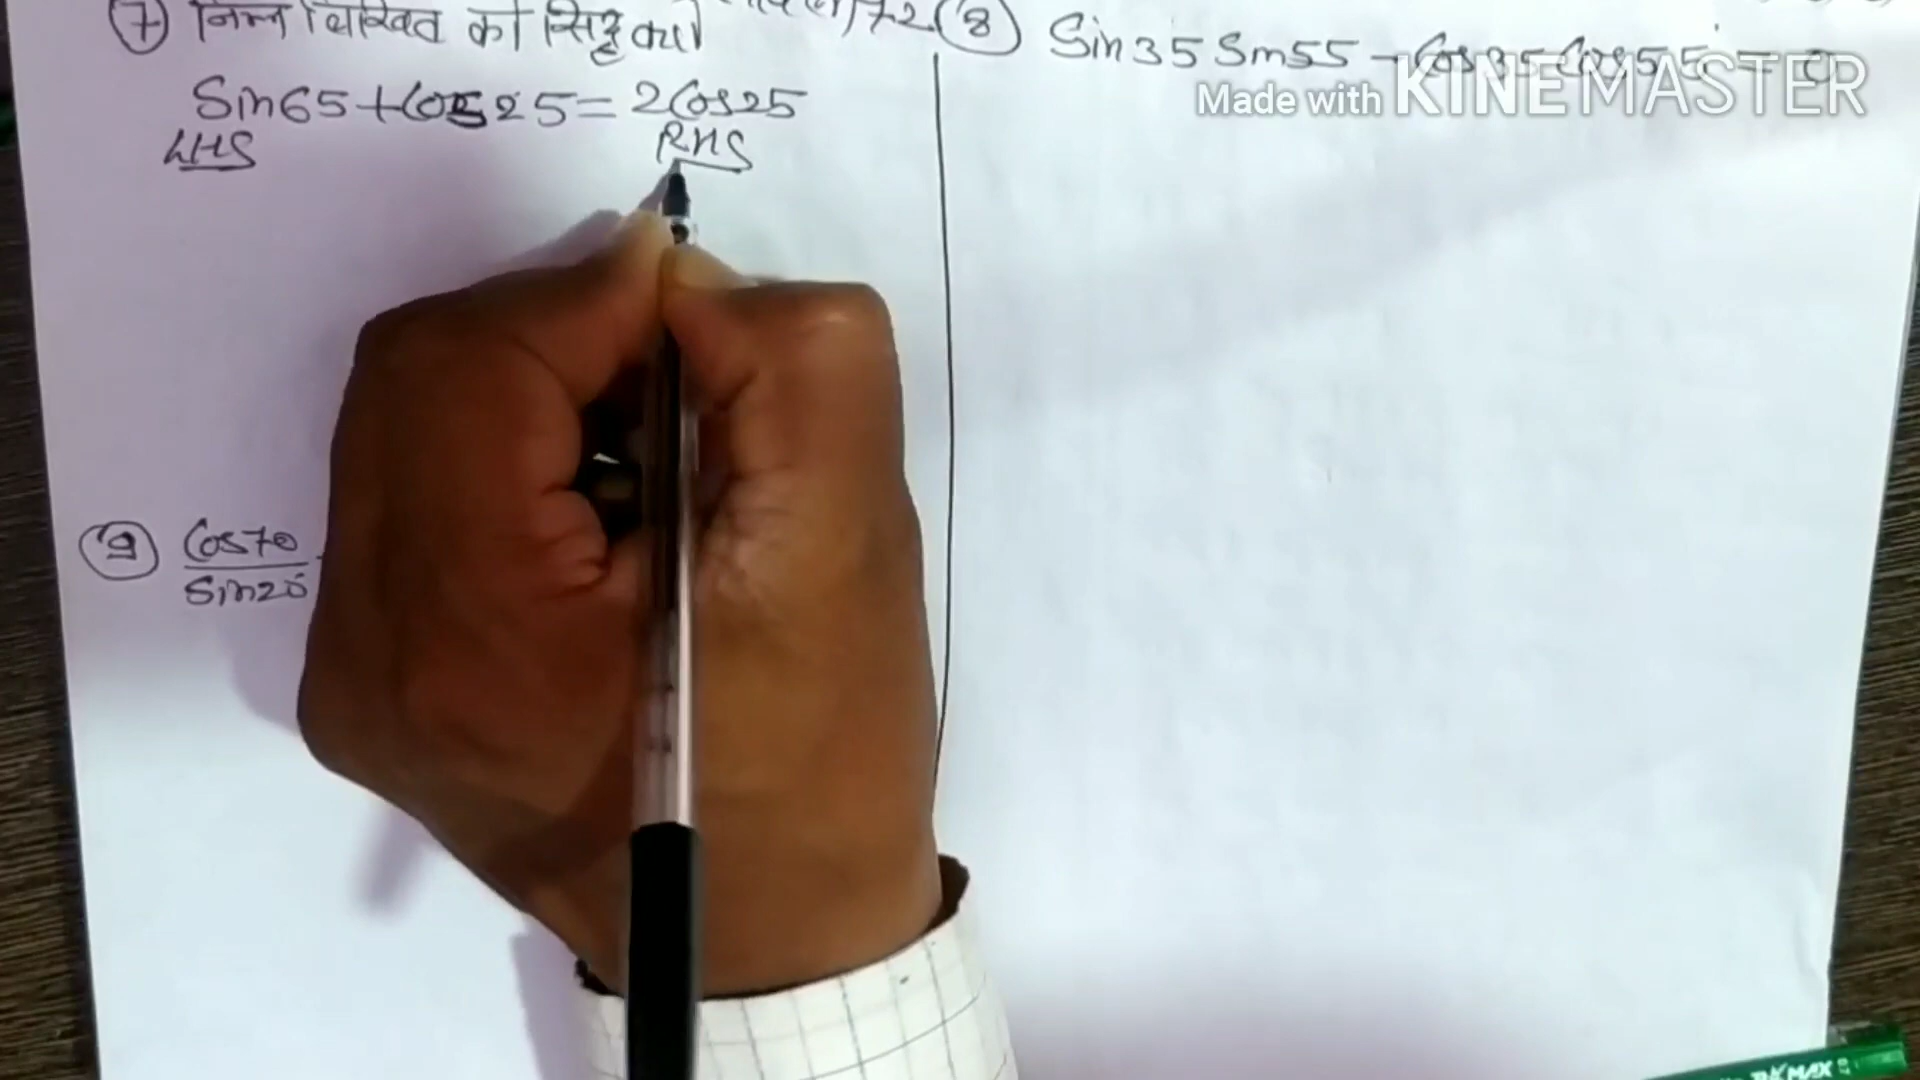 ⑦ निम्न लिखित को सिद्ध करो
Sin65+Cos25=2Cos25
LHS RHS
⑧ Sin35 Sin55 - Cos35 Cos55 = 0
Made with KINEMASTER
⑨ Cos70
Sin20
MAX